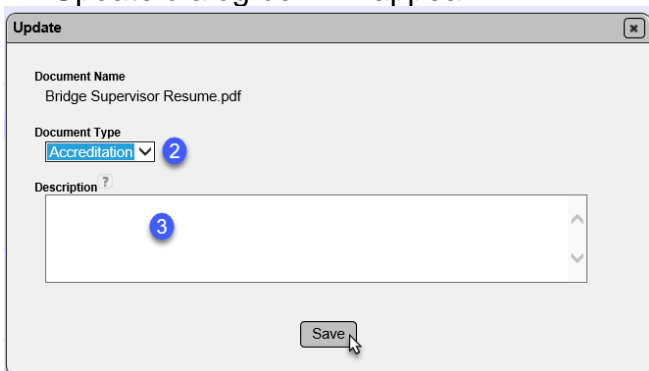 Update
Document Name
Bridge Supervisor Resume.pdf
Document Type
Accreditation 2
Description ?
3
Save